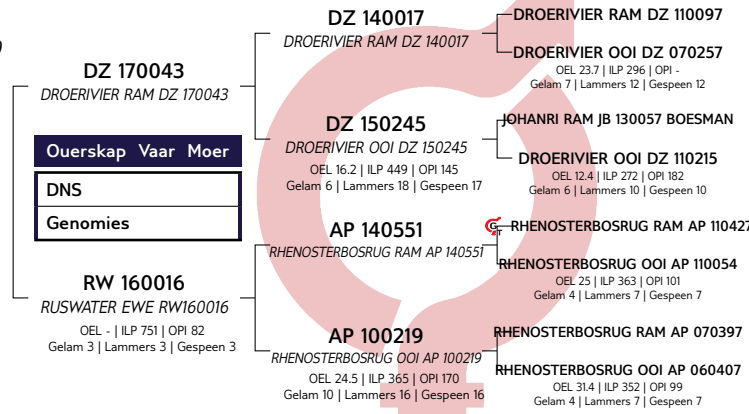 DZ 170043
DROERIVIER RAM DZ 170043
Ouerskap Vaar Moer
DNS
Genomies
RW 160016
RUSWATER EWE RW160016
OEL - | ILP 751 | OPI 82
Gelam 3 | Lammers 3 | Gespeen 3
DZ 140017
DROERIVIER RAM DZ 140017
DZ 150245
DROERIVIER OOI DZ 150245
OEL 16.2 | ILP 449 | OPI 145
Gelam 6 | Lammers 18 | Gespeen 17
AP 140551
RHENOSTERBOSRUG RAM AP 140551
AP 100219
RHENOSTERBOSRUG OOI AP 100219
OEL 24.5 | ILP 365 | OPI 170
Gelam 10 | Lammers 16 | Gespeen 16
DROERIVIER RAM DZ 110097
DROERIVIER OOI DZ 070257
OEL 23.7 | ILP 296 | OPI -
Gelam 7 | Lammers 12 | Gespeen 12
JOHANRI RAM JB 130057 BOESMAN
DROERIVIER OOI DZ 110215
OEL 12.4 | ILP 272 | OPI 182
Gelam 6 | Lammers 10 | Gespeen 10
GT RHENOSTERBOSRUG RAM AP 110427
RHENOSTERBOSRUG OOI AP 110054
OEL 25 | ILP 363 | OPI 101
Gelam 4 | Lammers 7 | Gespeen 7
RHENOSTERBOSRUG RAM AP 070397
RHENOSTERBOSRUG OOI AP 060407
OEL 31.4 | ILP 352 | OPI 99
Gelam 4 | Lammers 7 | Gespeen 7